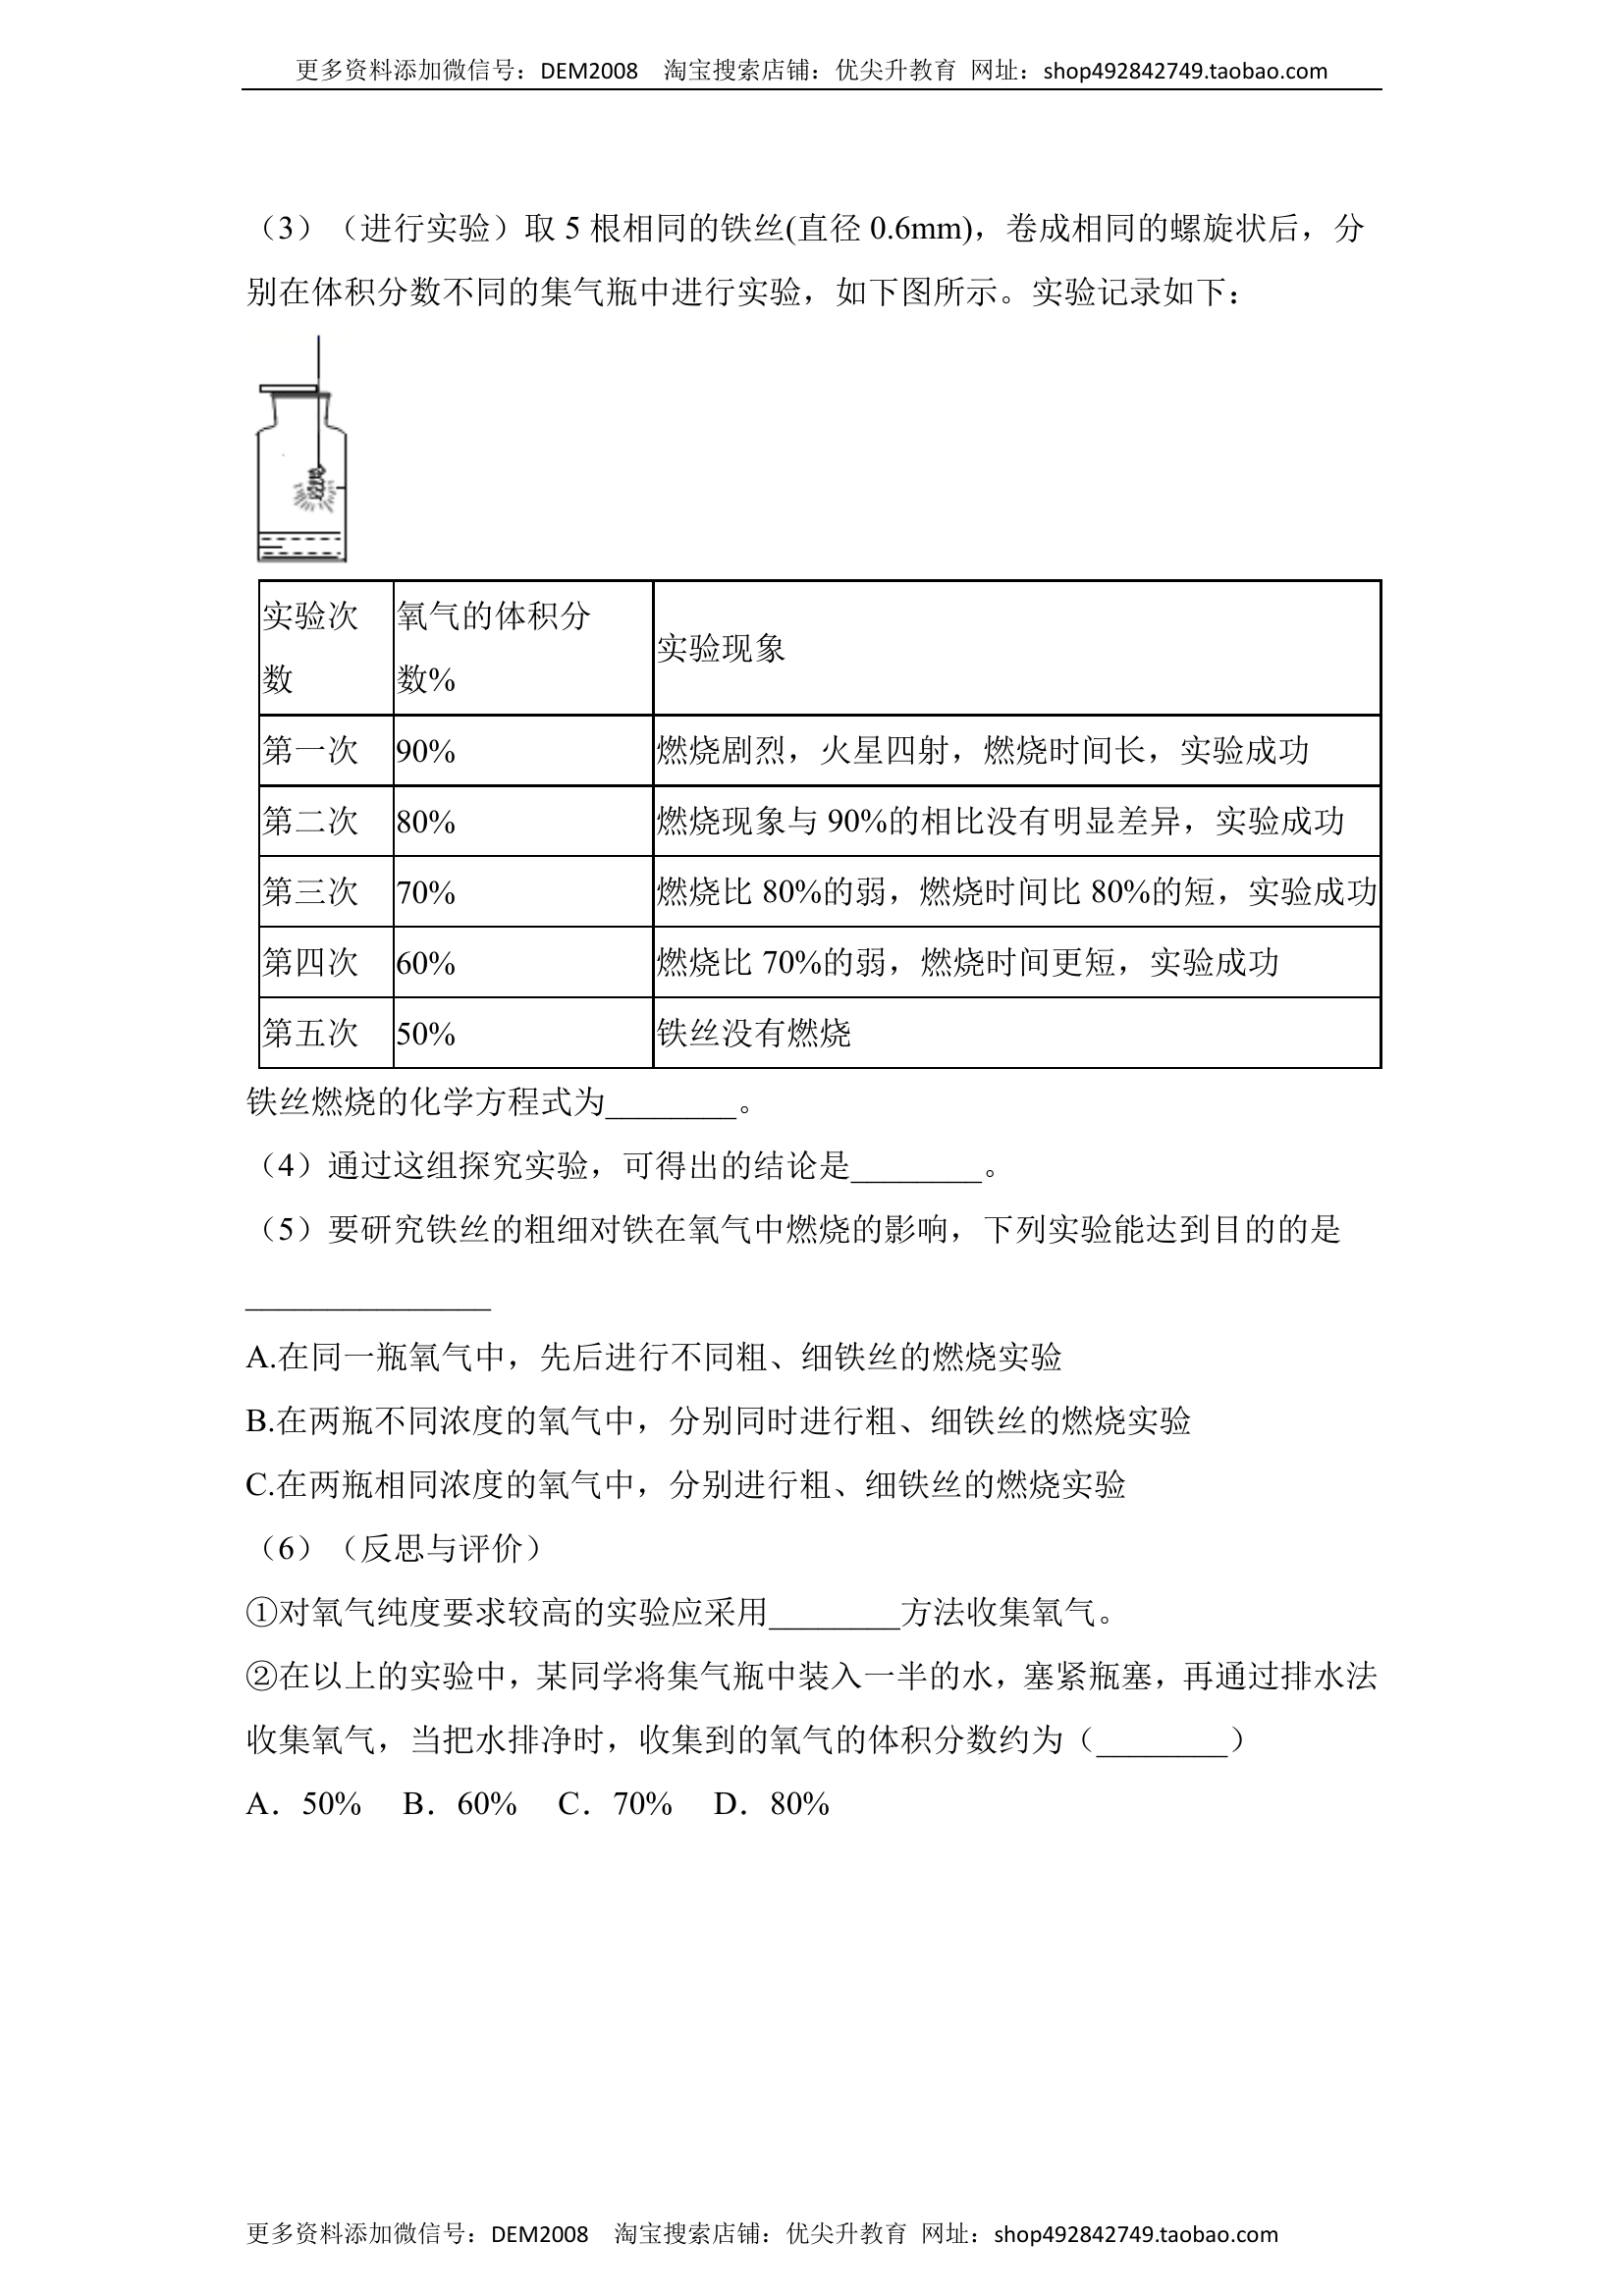 更多资料添加微信号：DEM2008 淘宝搜索店铺：优尖升教育 网址：shop492842749.taobao.com
（3）（进行实验）取 5 根相同的铁丝(直径 0.6mm)，卷成相同的螺旋状后，分
别在体积分数不同的集气瓶中进行实验，如下图所示。实验记录如下：
实验次数 氧气的体积分数% 实验现象
第一次 90% 燃烧剧烈，火星四射，燃烧时间长，实验成功
第二次 80% 燃烧现象与 90%的相比没有明显差异，实验成功
第三次 70% 燃烧比 80%的弱，燃烧时间比 80%的短，实验成功
第四次 60% 燃烧比 70%的弱，燃烧时间更短，实验成功
第五次 50% 铁丝没有燃烧
铁丝燃烧的化学方程式为________。
（4）通过这组探究实验，可得出的结论是________。
（5）要研究铁丝的粗细对铁在氧气中燃烧的影响，下列实验能达到目的的是
_______________
A.在同一瓶氧气中，先后进行不同粗、细铁丝的燃烧实验
B.在两瓶不同浓度的氧气中，分别同时进行粗、细铁丝的燃烧实验
C.在两瓶相同浓度的氧气中，分别进行粗、细铁丝的燃烧实验
（6）（反思与评价）
①对氧气纯度要求较高的实验应采用________方法收集氧气。
②在以上的实验中，某同学将集气瓶中装入一半的水，塞紧瓶塞，再通过排水法
收集氧气，当把水排净时，收集到的氧气的体积分数约为（________）
A．50% B．60% C．70% D．80%
更多资料添加微信号：DEM2008 淘宝搜索店铺：优尖升教育 网址：shop492842749.taobao.com